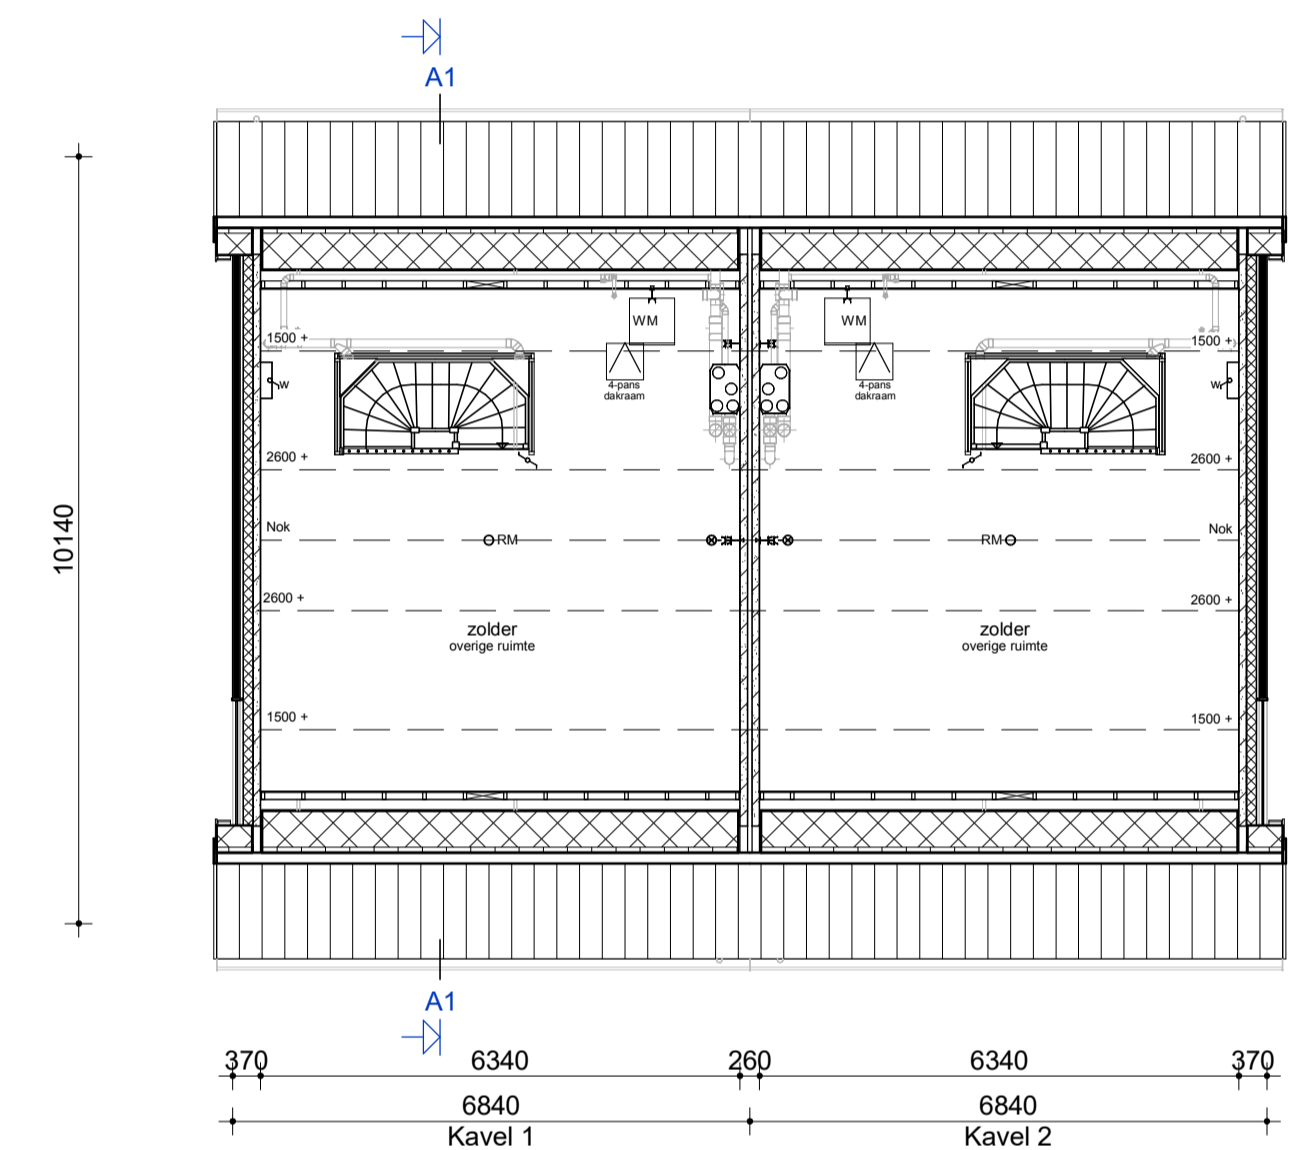 A1
10140
1500 +
1500 +
WM
WM
4-pans
dakraam
4-pans
dakraam
W
W
2600 +
2600 +
Nok
RM
RM
Nok
2600 +
2600 +
zolder
overige ruimte
zolder
overige ruimte
1500 +
1500 +
A1
370 6340 260 6340 370
6840 6840
Kavel 1 Kavel 2